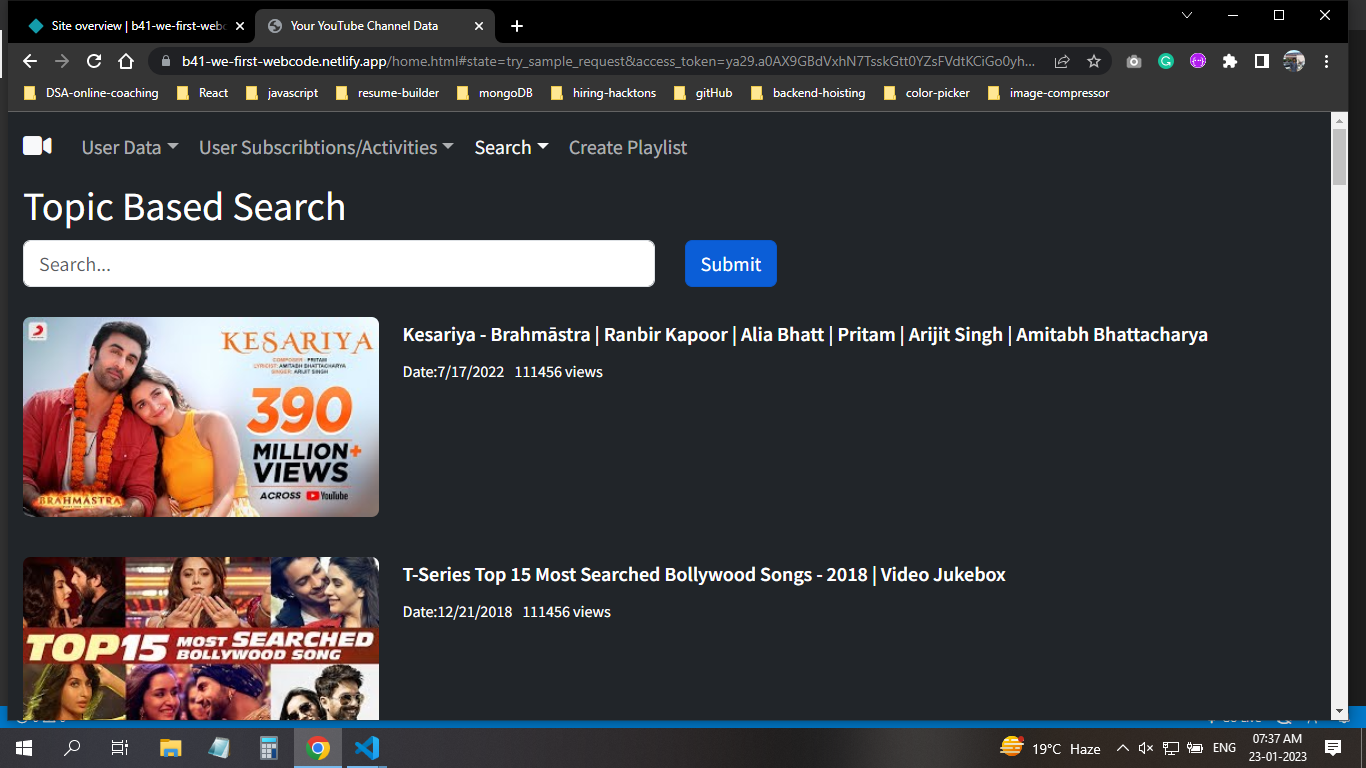 Site overview | b41-we-first-webc
Your YouTube Channel Data
b41-we-first-webcode.netlify.app/home.html#state=try_sample_request&access_token=ya29.a0AX9GBdVxhN7TsskGtt0YZsFVdtKCiGo0yh...
DSA-online-coaching React javascript resume-builder mongoDB hiring-hacktons gitHub backend-hoisting color-picker image-compressor
User Data User Subscribtions/Activities Search Create Playlist
Topic Based Search
Search...
Submit
KESARIYA
COMPOSER : PRITAM
LYRICIST: AMITABH BHATTACHARYA
SINGER: ARIJIT SINGH
390
MILLION+
VIEWS
ACROSS YouTube
BRAHMĀSTRA
Kesariya - Brahmāstra | Ranbir Kapoor | Alia Bhatt | Pritam | Arijit Singh | Amitabh Bhattacharya
Date:7/17/2022 111456 views
TOP 15 MOST SEARCHED
BOLLYWOOD SONG
T-Series Top 15 Most Searched Bollywood Songs - 2018 | Video Jukebox
Date:12/21/2018 111456 views
19°C Haze
ENG
07:37 AM
23-01-2023